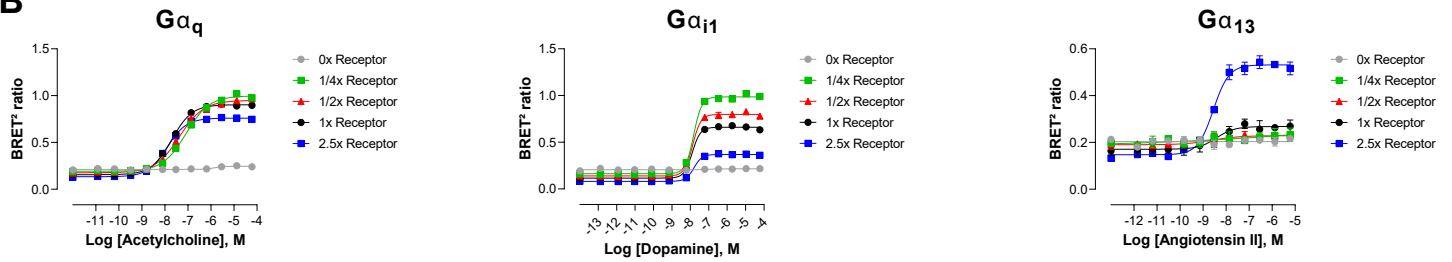 B
Gαq
BRET² ratio
1.5
1.0
0.5
0.0
-11 -10 -9 -8 -7 -6 -5 -4
Log [Acetylcholine], M
0x Receptor
1/4x Receptor
1/2x Receptor
1x Receptor
2.5x Receptor
Gαi1
BRET² ratio
1.5
1.0
0.5
0.0
-13 -12 -11 -10 -9 -8 -7 -6 -5 -4
Log [Dopamine], M
0x Receptor
1/4x Receptor
1/2x Receptor
1x Receptor
2.5x Receptor
Gα13
BRET² ratio
0.6
0.4
0.2
0.0
-12 -11 -10 -9 -8 -7 -6 -5
Log [Angiotensin II], M
0x Receptor
1/4x Receptor
1/2x Receptor
1x Receptor
2.5x Receptor